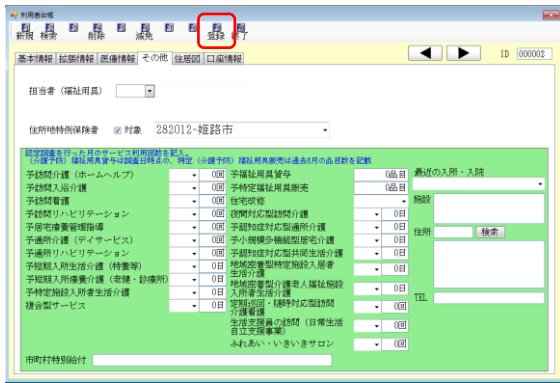 利用者台帳
新規 検索 削除 減免 登録 終了
基本情報 拡張情報 医療情報 その他 住居図 口座情報
ID 000002
担当者（福祉用具）
住所地特例保険者 対象 282012-姫路市
認定調査を行った月のサービス利用回数を記入。
（介護予防）福祉用具貸与は調査日時点の、特定（介護予防）福祉用具販売は過去6月の品目数を記載
予訪問介護（ホームヘルプ） 0回
予訪問入浴介護 0回
予訪問看護 0回
予訪問リハビリテーション 0回
予居宅療養管理指導 0回
予通所介護（デイサービス） 0回
予通所リハビリテーション 0回
予短期入所生活介護（特養等） 0日
予短期入所療養介護（老健・診療所） 0日
予特定施設入所者生活介護 0日
複合型サービス 0日
予福祉用具貸与 0品目
予特定福祉用具販売 0品目
住宅改修
夜間対応型訪問介護 0日
予認知症対応型通所介護 0日
予小規模多機能型居宅介護 0日
予認知症対応型共同生活介護 0日
地域密着型特定施設入居者
生活介護 0日
地域密着型介護老人福祉施設
入所者生活介護 0日
定期巡回・随時対応型訪問
介護看護 0回
生活支援員の訪問（日常生活
自立支援事業） 0回
ふれあい・いきいきサロン 0回
最近の入所・入院
施設
住所 検索
TEL
市町村特別給付